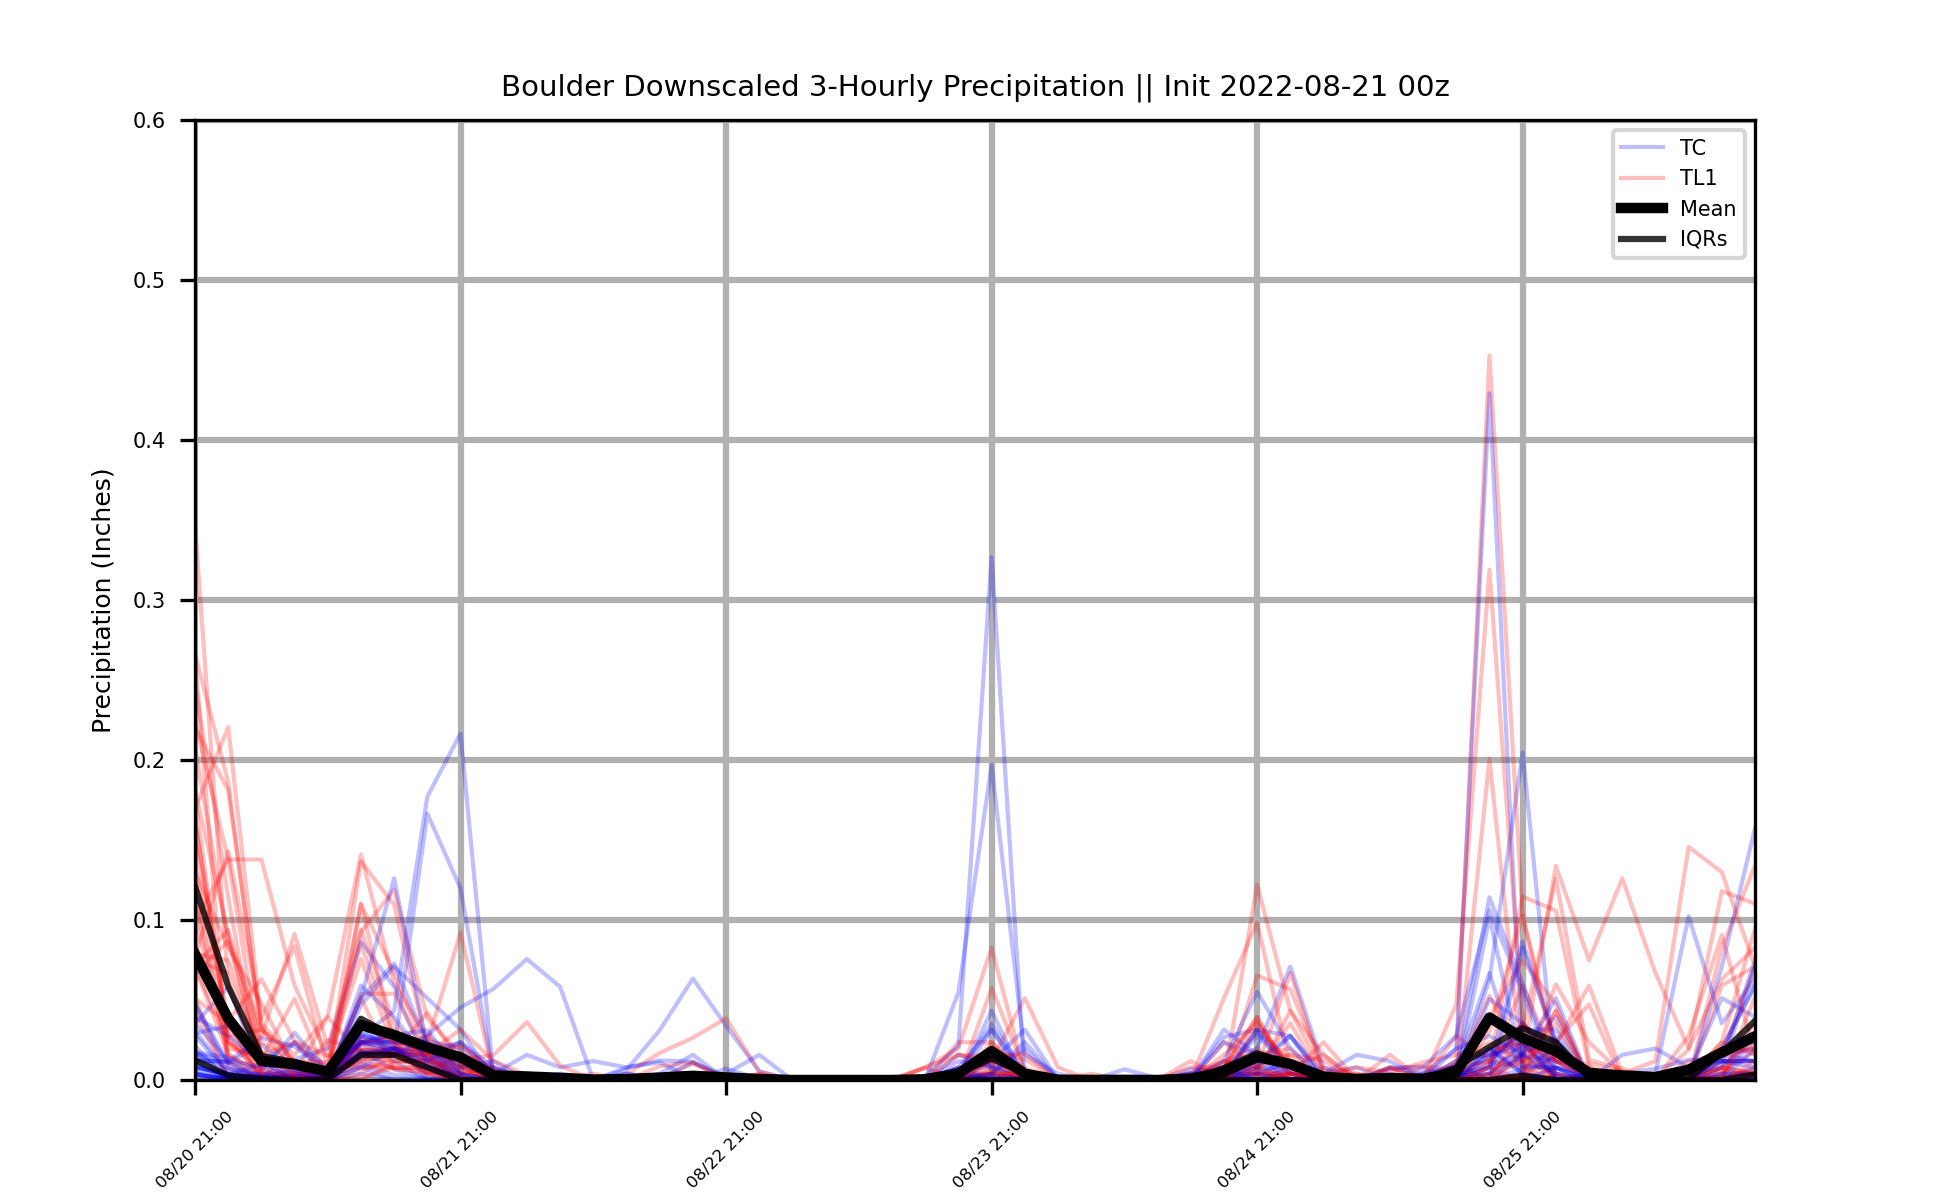 Boulder Downscaled 3-Hourly Precipitation || Init 2022-08-21 00z
Precipitation (Inches)
0.6
0.5
0.4
0.3
0.2
0.1
0.0
TC
TL1
Mean
IQRs
08/20 21:00
08/21 21:00
08/22 21:00
08/23 21:00
08/24 21:00
08/25 21:00